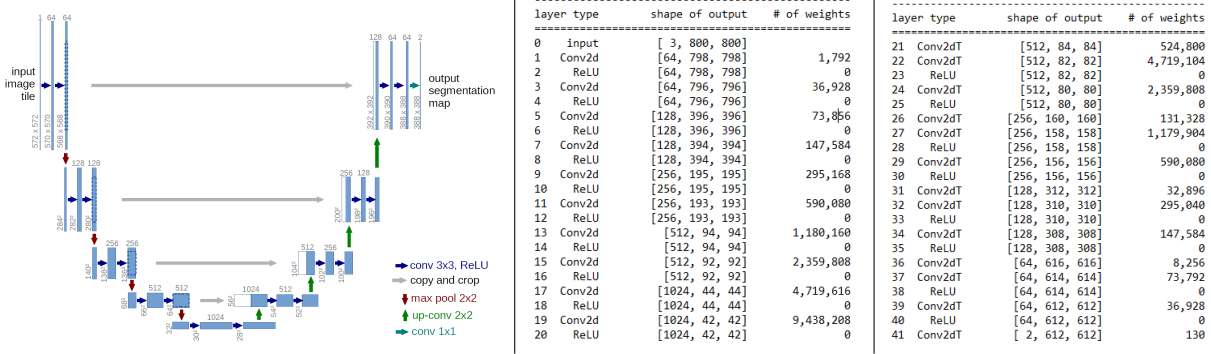 1 64 64
128 64 64 2
input
image
tile
output
segmentation
map
572 x 572
570 x 570
568 x 568
392 x 392
390 x 390
388 x 388
388 x 388
128 128
256 128
284²
282²
280²
200²
198²
196²
256 256
512 256
140²
138²
136²
104²
102²
100²
512 512
1024 512
68²
66²
64²
56²
54²
52²
1024
32²
30²
28²
conv 3x3, ReLU
copy and crop
max pool 2x2
up-conv 2x2
conv 1x1
layer type shape of output # of weights
0 input [ 3, 800, 800]
1 Conv2d [64, 798, 798] 1,792
2 ReLU [64, 798, 798] 0
3 Conv2d [64, 796, 796] 36,928
4 ReLU [64, 796, 796] 0
5 Conv2d [128, 396, 396] 73,856
6 ReLU [128, 396, 396] 0
7 Conv2d [128, 394, 394] 147,584
8 ReLU [128, 394, 394] 0
9 Conv2d [256, 195, 195] 295,168
10 ReLU [256, 195, 195] 0
11 Conv2d [256, 193, 193] 590,080
12 ReLU [256, 193, 193] 0
13 Conv2d [512, 94, 94] 1,180,160
14 ReLU [512, 94, 94] 0
15 Conv2d [512, 92, 92] 2,359,808
16 ReLU [512, 92, 92] 0
17 Conv2d [1024, 44, 44] 4,719,616
18 ReLU [1024, 44, 44] 0
19 Conv2d [1024, 42, 42] 9,438,208
20 ReLU [1024, 42, 42] 0
layer type shape of output # of weights
21 Conv2dT [512, 84, 84] 524,800
22 Conv2dT [512, 82, 82] 4,719,104
23 ReLU [512, 82, 82] 0
24 Conv2dT [512, 80, 80] 2,359,808
25 ReLU [512, 80, 80] 0
26 Conv2dT [256, 160, 160] 131,328
27 Conv2dT [256, 158, 158] 1,179,904
28 ReLU [256, 158, 158] 0
29 Conv2dT [256, 156, 156] 590,080
30 ReLU [256, 156, 156] 0
31 Conv2dT [128, 312, 312] 32,896
32 Conv2dT [128, 310, 310] 295,040
33 ReLU [128, 310, 310] 0
34 Conv2dT [128, 308, 308] 147,584
35 ReLU [128, 308, 308] 0
36 Conv2dT [64, 616, 616] 8,256
37 Conv2dT [64, 614, 614] 73,792
38 ReLU [64, 614, 614] 0
39 Conv2dT [64, 612, 612] 36,928
40 ReLU [64, 612, 612] 0
41 Conv2dT [ 2, 612, 612] 130